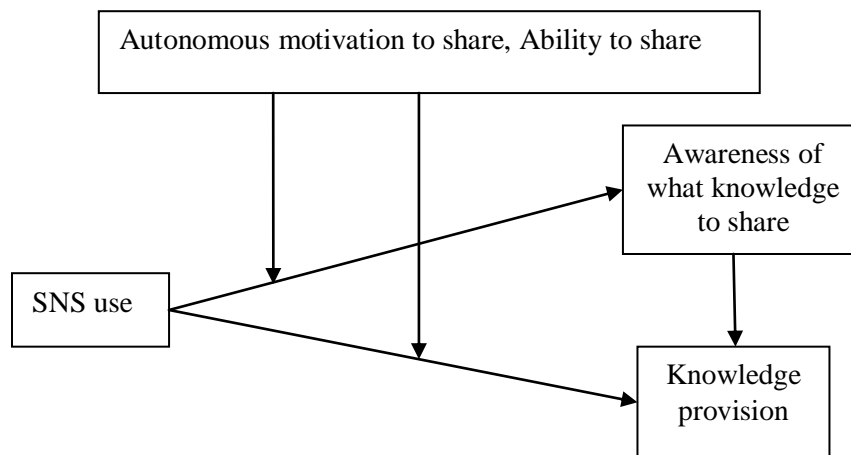 Autonomous motivation to share, Ability to share
Awareness of
what knowledge
to share
SNS use
Knowledge
provision